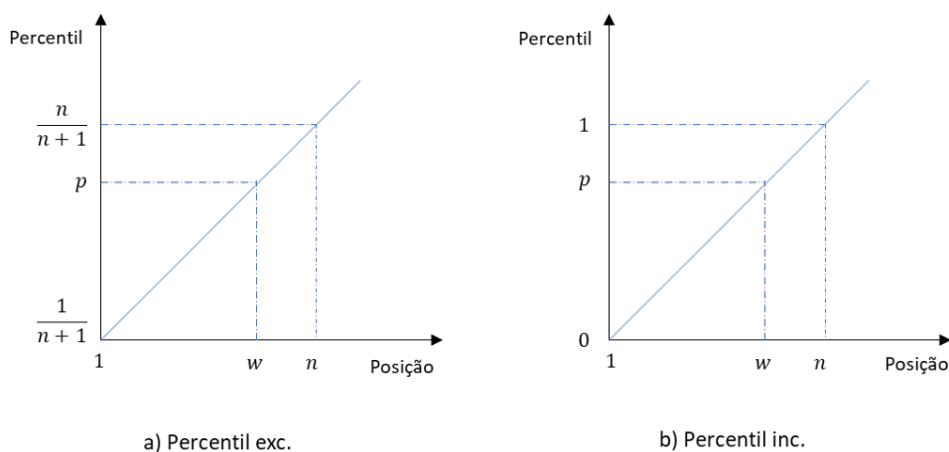 Percentil
n/(n + 1)
p
1/(n + 1)
1
w
n
Posição
a) Percentil exc.
Percentil
1
p
0
1
w
n
Posição
b) Percentil inc.